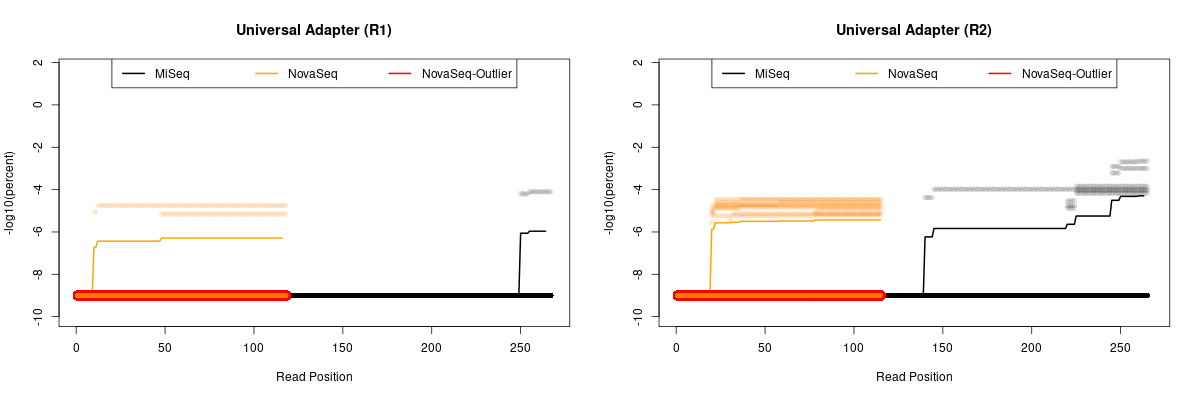 Universal Adapter (R1)
MiSeq NovaSeq NovaSeq-Outlier
2
0
-2
-4
-6
-8
-10
-log10(percent)
0 50 100 150 200 250
Read Position
Universal Adapter (R2)
MiSeq NovaSeq NovaSeq-Outlier
2
0
-2
-4
-6
-8
-10
-log10(percent)
0 50 100 150 200 250
Read Position